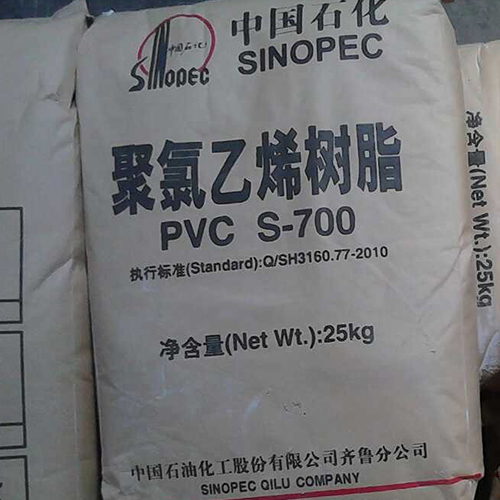 中国石化
SINOPEC
中国石化
SINOPEC
聚氯乙烯树脂
PVC S-700
执行标准(Standard):Q/SH3160.77-2010
净含量(Net Wt.):25kg
中国石油化工股份有限公司齐鲁分公司
SINOPEC QILU COMPANY
净含量(Net Wt.):25kg